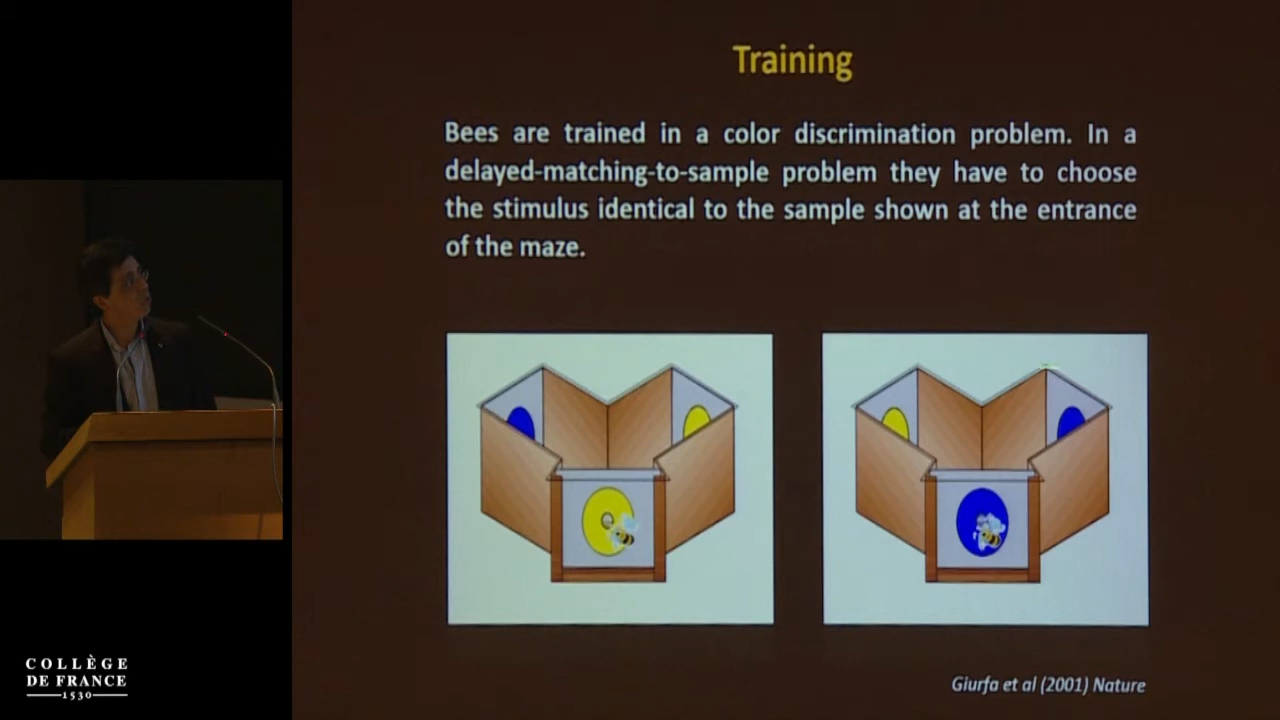 Training
Bees are trained in a color discrimination problem. In a
delayed-matching-to-sample problem they have to choose
the stimulus identical to the sample shown at the entrance
of the maze.
Giurfa et al (2001) Nature
COLLÈGE
DE FRANCE
1530